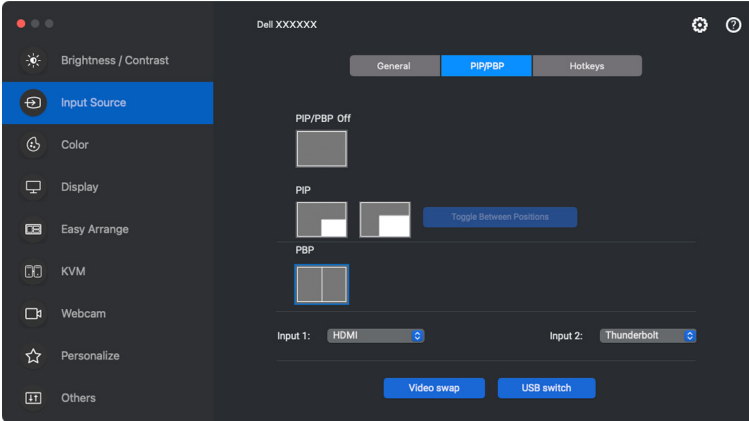 Dell XXXXXX
Brightness / Contrast
Input Source
Color
Display
Easy Arrange
KVM
Webcam
Personalize
Others
General
PIP/PBP
Hotkeys
PIP/PBP Off
PIP
Toggle Between Positions
PBP
Input 1: HDMI
Input 2: Thunderbolt
Video swap
USB switch